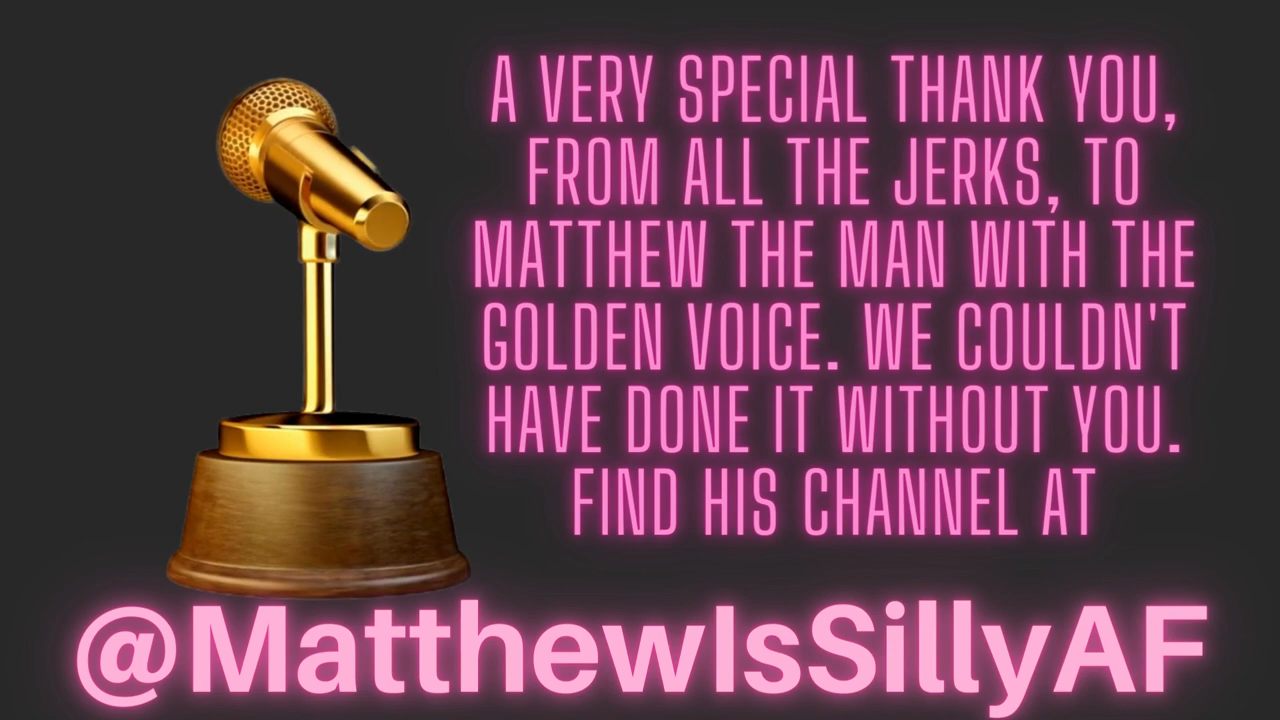 A VERY SPECIAL THANK YOU,
FROM ALL THE JERKS, TO
MATTHEW THE MAN WITH THE
GOLDEN VOICE. WE COULDN'T
HAVE DONE IT WITHOUT YOU.
FIND HIS CHANNEL AT
@MatthewIsSillyAF